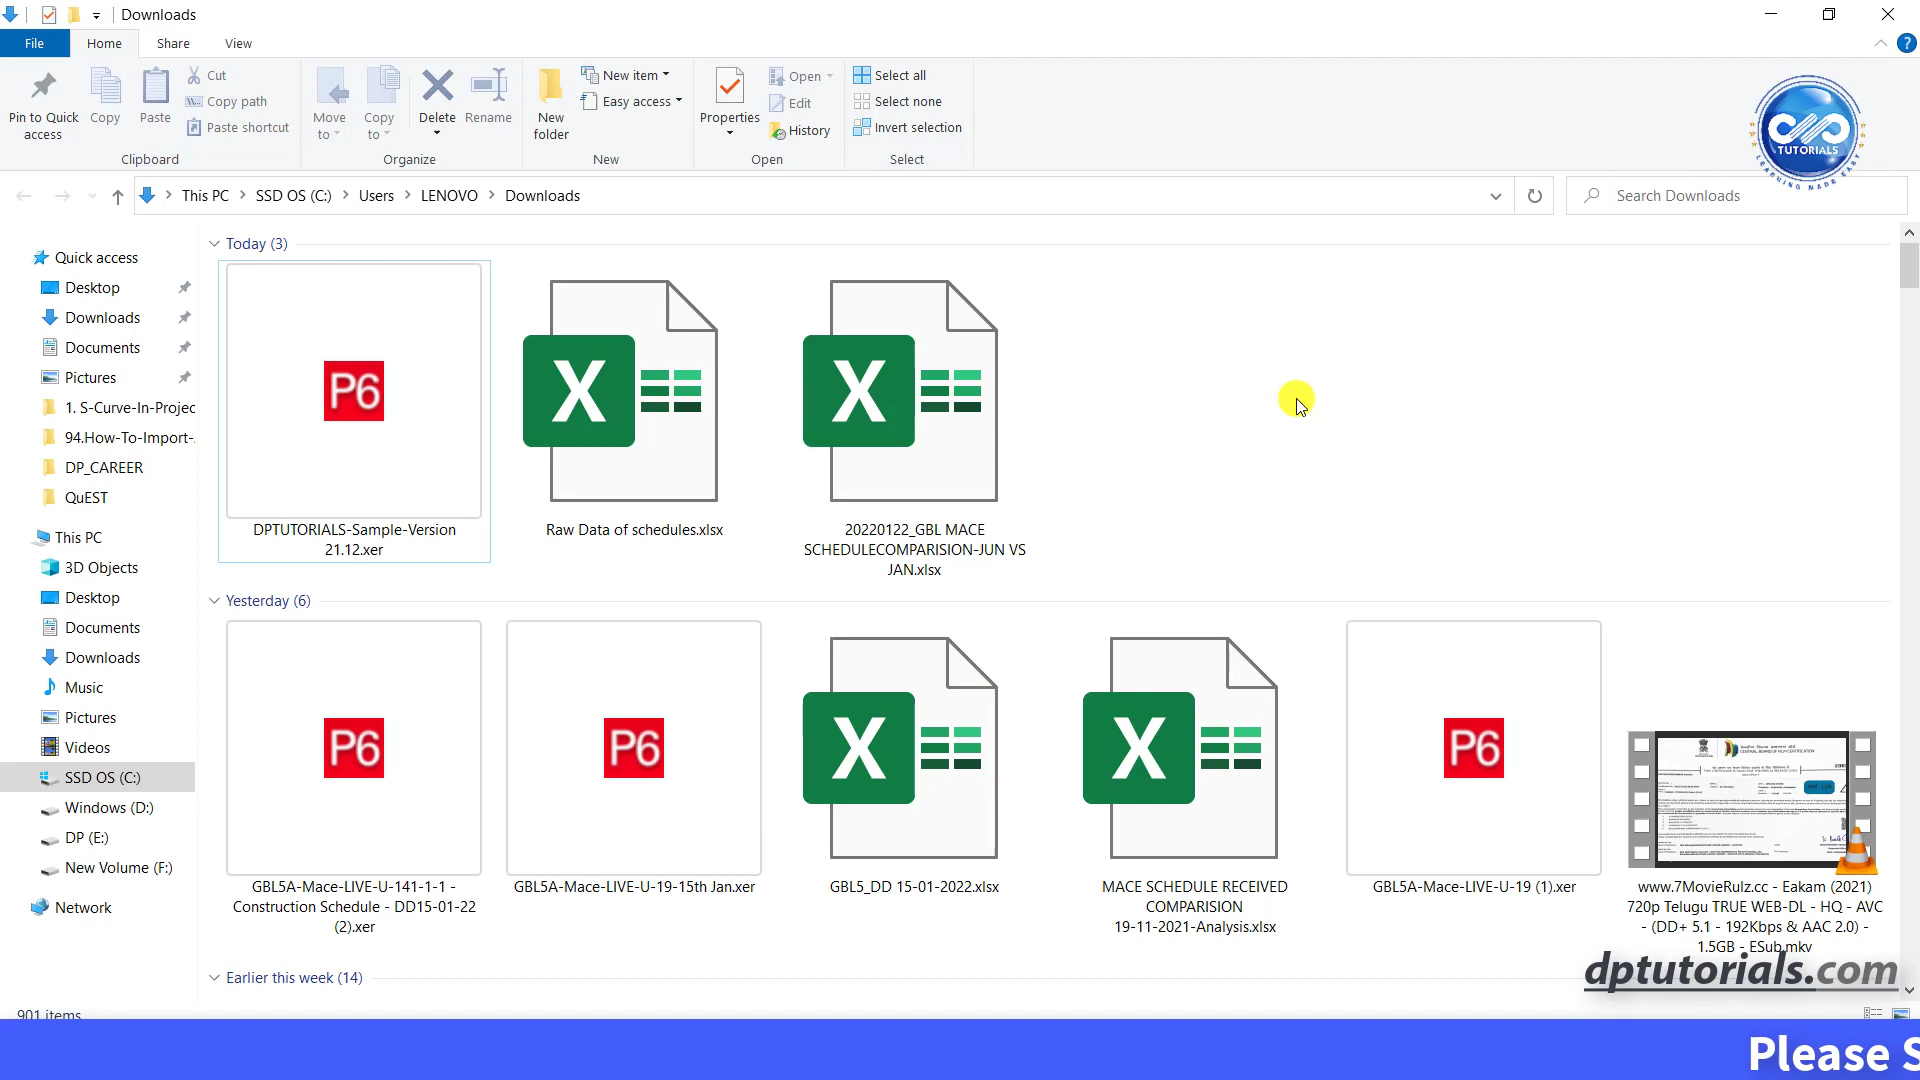 Downloads
File Home Share View
Pin to Quick access
Copy
Paste
Cut
Copy path
Paste shortcut
Clipboard
Move to
Copy to
Delete
Rename
Organize
New folder
New item
Easy access
New
Properties
Open
Edit
History
Open
Select all
Select none
Invert selection
Select
TUTORIALS
LEARNING MADE EASY
This PC > SSD OS (C:) > Users > LENOVO > Downloads
Search Downloads
Quick access
Desktop
Downloads
Documents
Pictures
1. S-Curve-In-Projec
94.How-To-Import-
DP_CAREER
QuEST
This PC
3D Objects
Desktop
Documents
Downloads
Music
Pictures
Videos
SSD OS (C:)
Windows (D:)
DP (E:)
New Volume (F:)
Network
Today (3)
P6
DPTUTORIALS-Sample-Version
21.12.xer
X
Raw Data of schedules.xlsx
X
20220122_GBL MACE
SCHEDULECOMPARISION-JUN VS
JAN.xlsx
Yesterday (6)
P6
GBL5A-Mace-LIVE-U-141-1-1 -
Construction Schedule - DD15-01-22
(2).xer
P6
GBL5A-Mace-LIVE-U-19-15th Jan.xer
X
GBL5_DD 15-01-2022.xlsx
X
MACE SCHEDULE RECEIVED
COMPARISION
19-11-2021-Analysis.xlsx
P6
GBL5A-Mace-LIVE-U-19 (1).xer
www.7MovieRulz.cc - Eakam (2021)
720p Telugu TRUE WEB-DL - HQ - AVC
- (DD+ 5.1 - 192Kbps & AAC 2.0) -
1.5GB - ESub.mkv
Earlier this week (14)
dptutorials.com
901 items
Please S